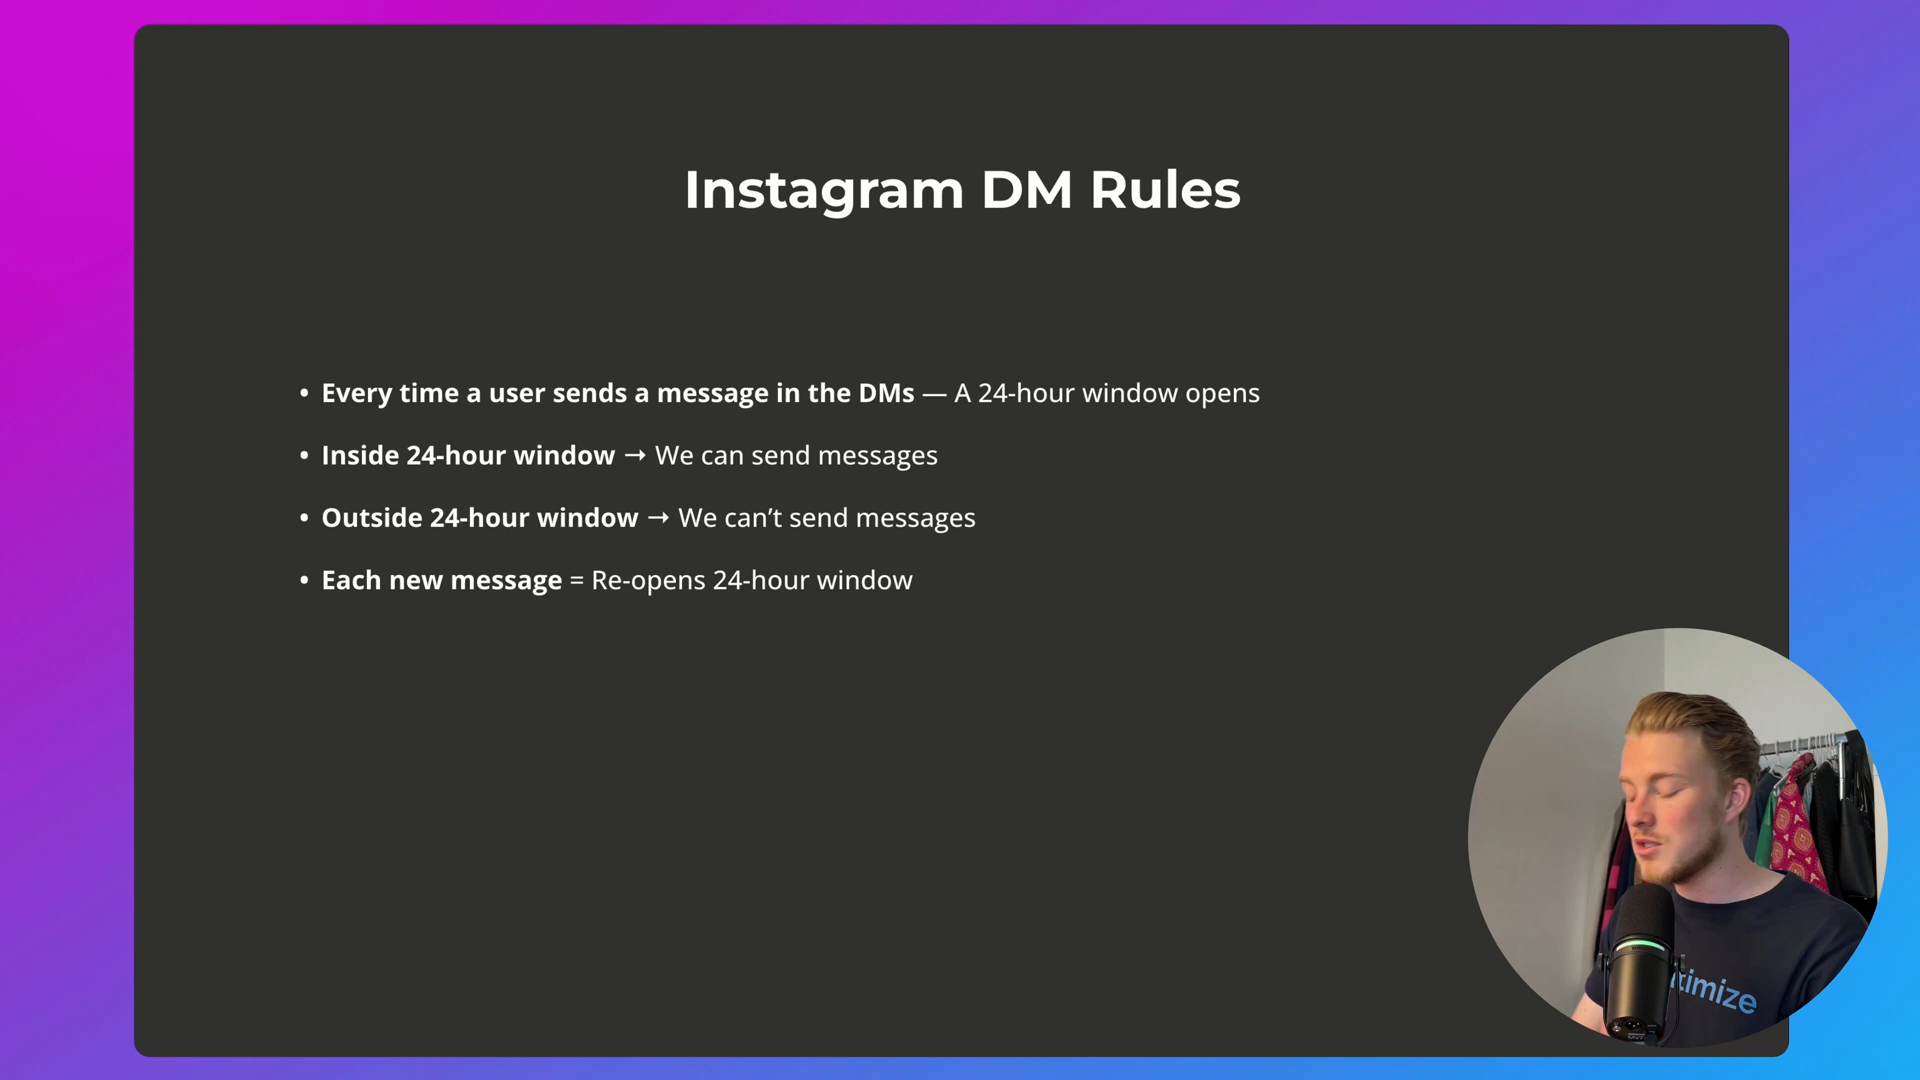 Instagram DM Rules
• Every time a user sends a message in the DMs — A 24-hour window opens
• Inside 24-hour window → We can send messages
• Outside 24-hour window → We can’t send messages
• Each new message = Re-opens 24-hour window
timize